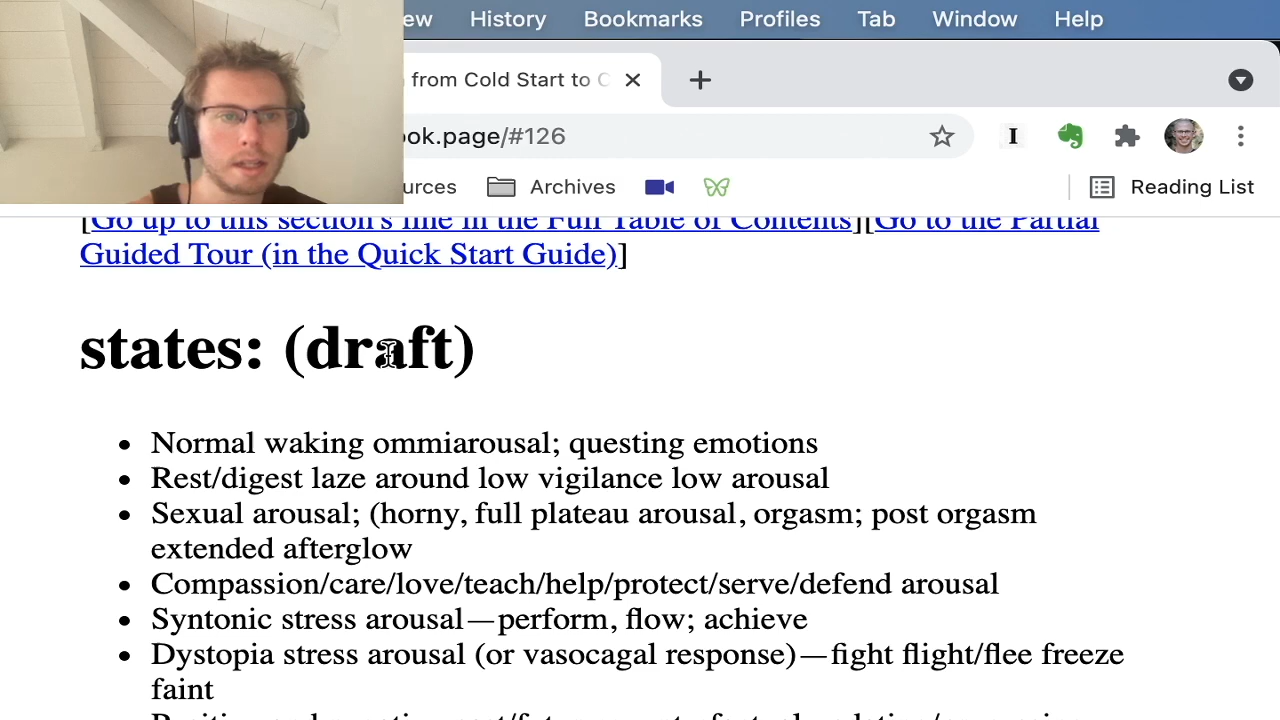 ew History Bookmarks Profiles Tab Window Help
from Cold Start to C
ook.page/#126
urces Archives Reading List
[Go up to this section's line in the Full Table of Contents][Go to the Partial
Guided Tour (in the Quick Start Guide)]
states: (draft)
• Normal waking ommiarousal; questing emotions
• Rest/digest laze around low vigilance low arousal
• Sexual arousal; (horny, full plateau arousal, orgasm; post orgasm
extended afterglow
• Compassion/care/love/teach/help/protect/serve/defend arousal
• Syntonic stress arousal—perform, flow; achieve
• Dystopia stress arousal (or vasocagal response)—fight flight/flee freeze
faint